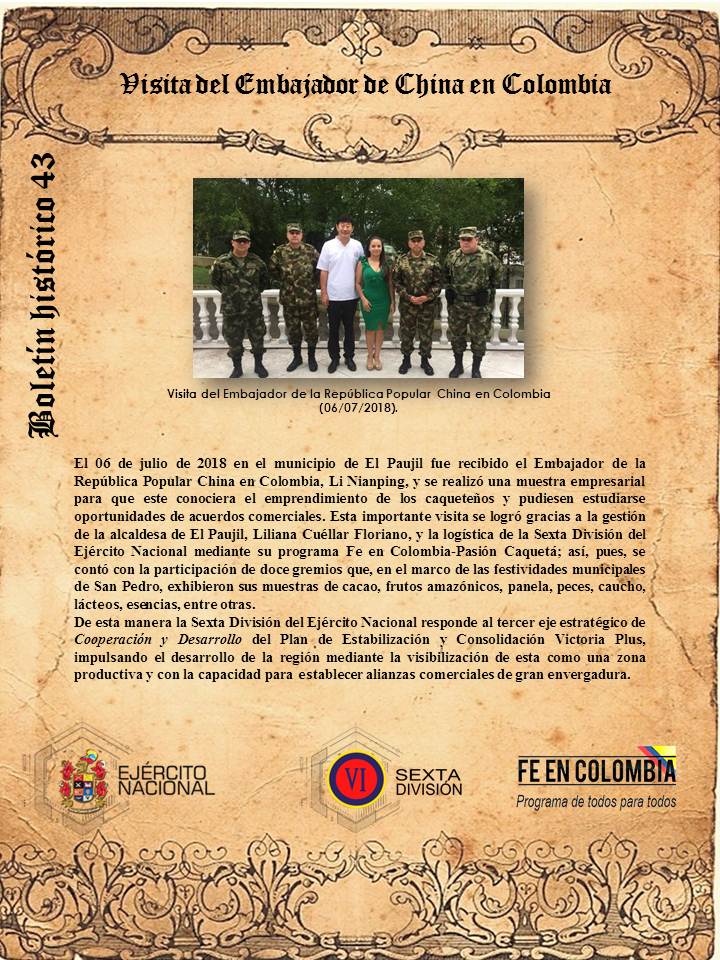 Visita del Embajador de China en Colombia
Boletín histórico 43
Visita del Embajador de la República Popular China en Colombia
(06/07/2018).
El 06 de julio de 2018 en el municipio de El Paujil fue recibido el Embajador de la
República Popular China en Colombia, Li Nianping, y se realizó una muestra empresarial
para que este conociera el emprendimiento de los caqueteños y pudiesen estudiarse
oportunidades de acuerdos comerciales. Esta importante visita se logró gracias a la gestión
de la alcaldesa de El Paujil, Liliana Cuéllar Floriano, y la logística de la Sexta División del
Ejército Nacional mediante su programa Fe en Colombia-Pasión Caquetá; así, pues, se
contó con la participación de doce gremios que, en el marco de las festividades municipales
de San Pedro, exhibieron sus muestras de cacao, frutos amazónicos, panela, peces, caucho,
lácteos, esencias, entre otras.
De esta manera la Sexta División del Ejército Nacional responde al tercer eje estratégico de
Cooperación y Desarrollo del Plan de Estabilización y Consolidación Victoria Plus,
impulsando el desarrollo de la región mediante la visibilización de esta como una zona
productiva y con la capacidad para establecer alianzas comerciales de gran envergadura.
EJÉRCITO
NACIONAL
VI
SEXTA
DIVISIÓN
FE EN COLOMBIA
Programa de todos para todos